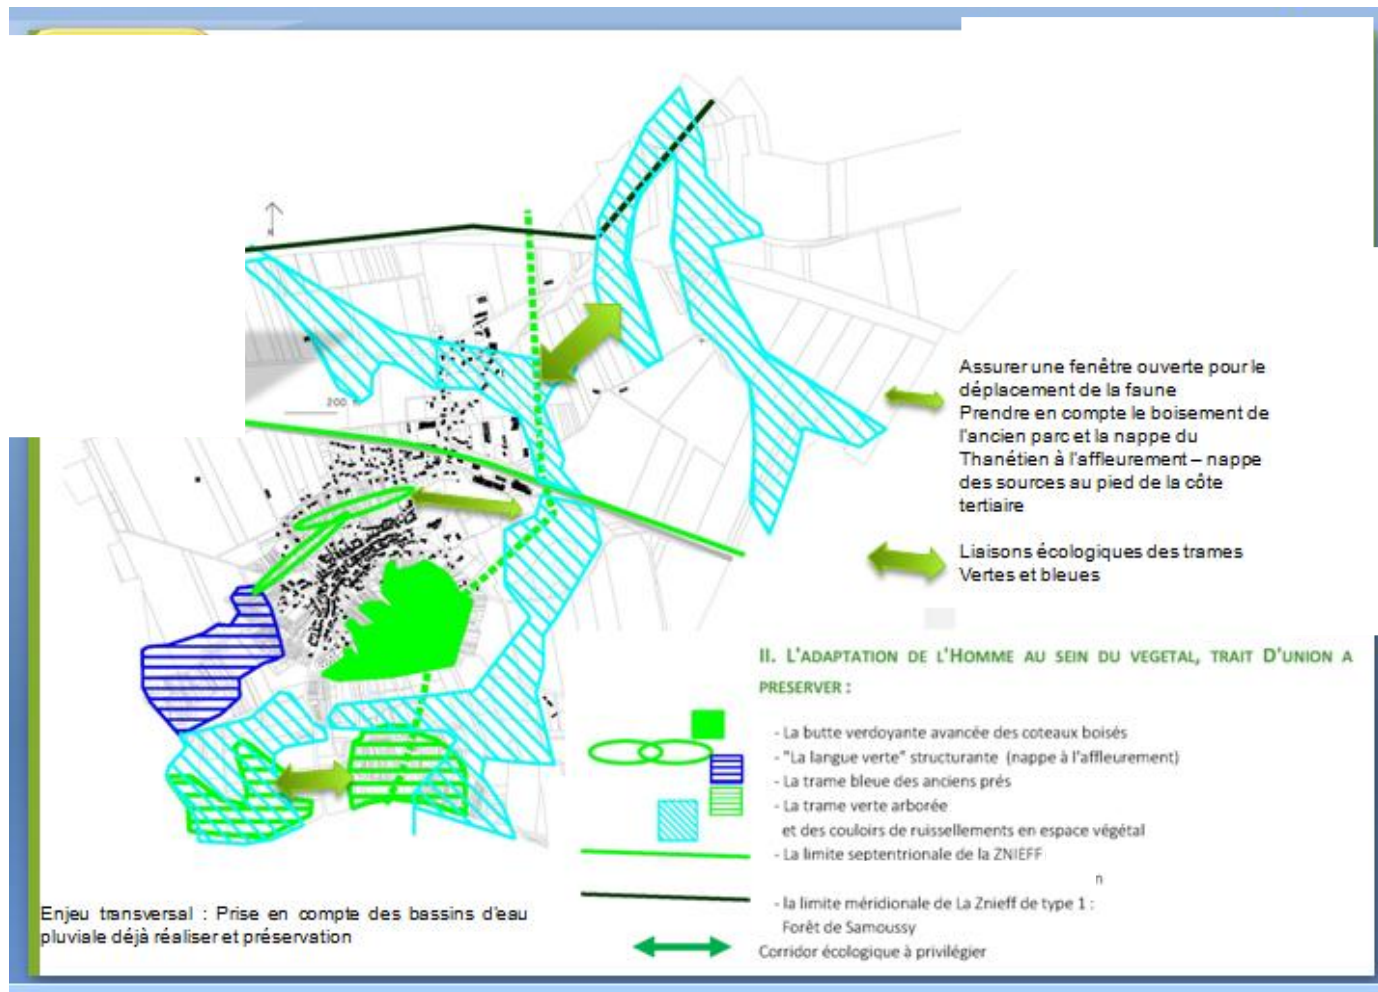 N
200 m
Assurer une fenêtre ouverte pour le
déplacement de la faune
Prendre en compte le boisement de
l'ancien parc et la nappe du
Thanétien à l'affleurement – nappe
des sources au pied de la côte
tertiaire
Liaisons écologiques des trames
Vertes et bleues
II. L'ADAPTATION DE L'HOMME AU SEIN DU VEGETAL, TRAIT D'UNION A
PRESERVER :
- La butte verdoyante avancée des coteaux boisés
- "La langue verte" structurante (nappe à l'affleurement)
- La trame bleue des anciens prés
- La trame verte arborée
et des couloirs de ruissellements en espace végétal
- La limite septentrionale de la ZNIEFF
n
- la limite méridionale de La Znieff de type 1 :
Forêt de Samoussy
Corridor écologique à privilégier
Enjeu transversal : Prise en compte des bassins d'eau
pluviale déjà réaliser et préservation